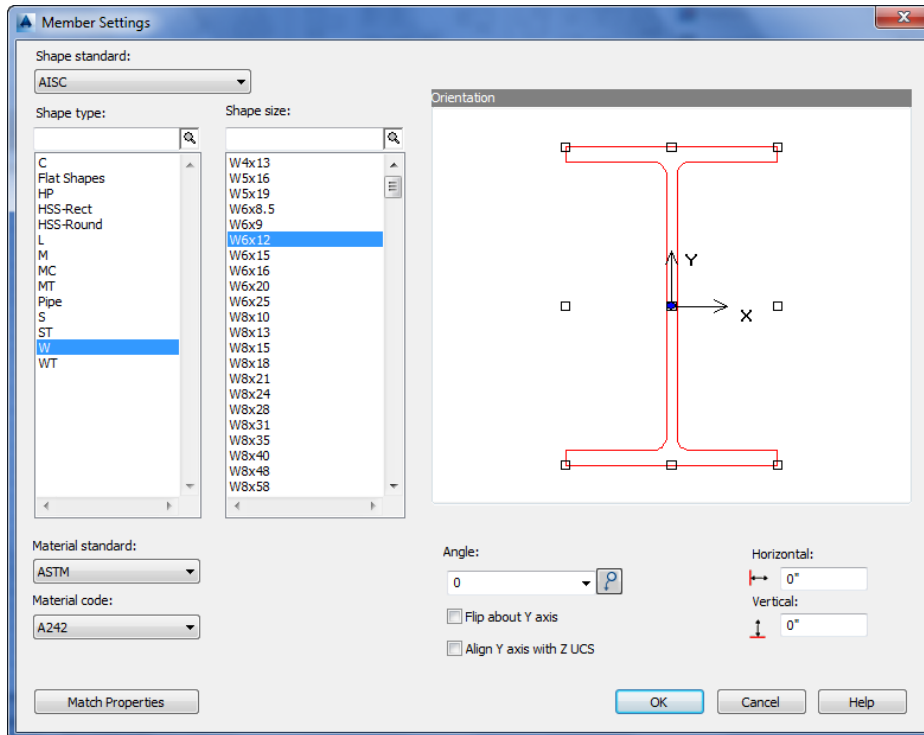 Member Settings
Shape standard:
AISC
Shape type:
C
Flat Shapes
HP
HSS-Rect
HSS-Round
L
M
MC
MT
Pipe
S
ST
W
WT
Shape size:
W4x13
W5x16
W5x19
W6x8.5
W6x9
W6x12
W6x15
W6x16
W6x20
W6x25
W8x10
W8x13
W8x15
W8x18
W8x21
W8x24
W8x28
W8x31
W8x35
W8x40
W8x48
W8x58
Orientation
Y
X
Material standard:
ASTM
Material code:
A242
Angle:
0
Flip about Y axis
Align Y axis with Z UCS
Horizontal:
0"
Vertical:
0"
Match Properties
OK
Cancel
Help